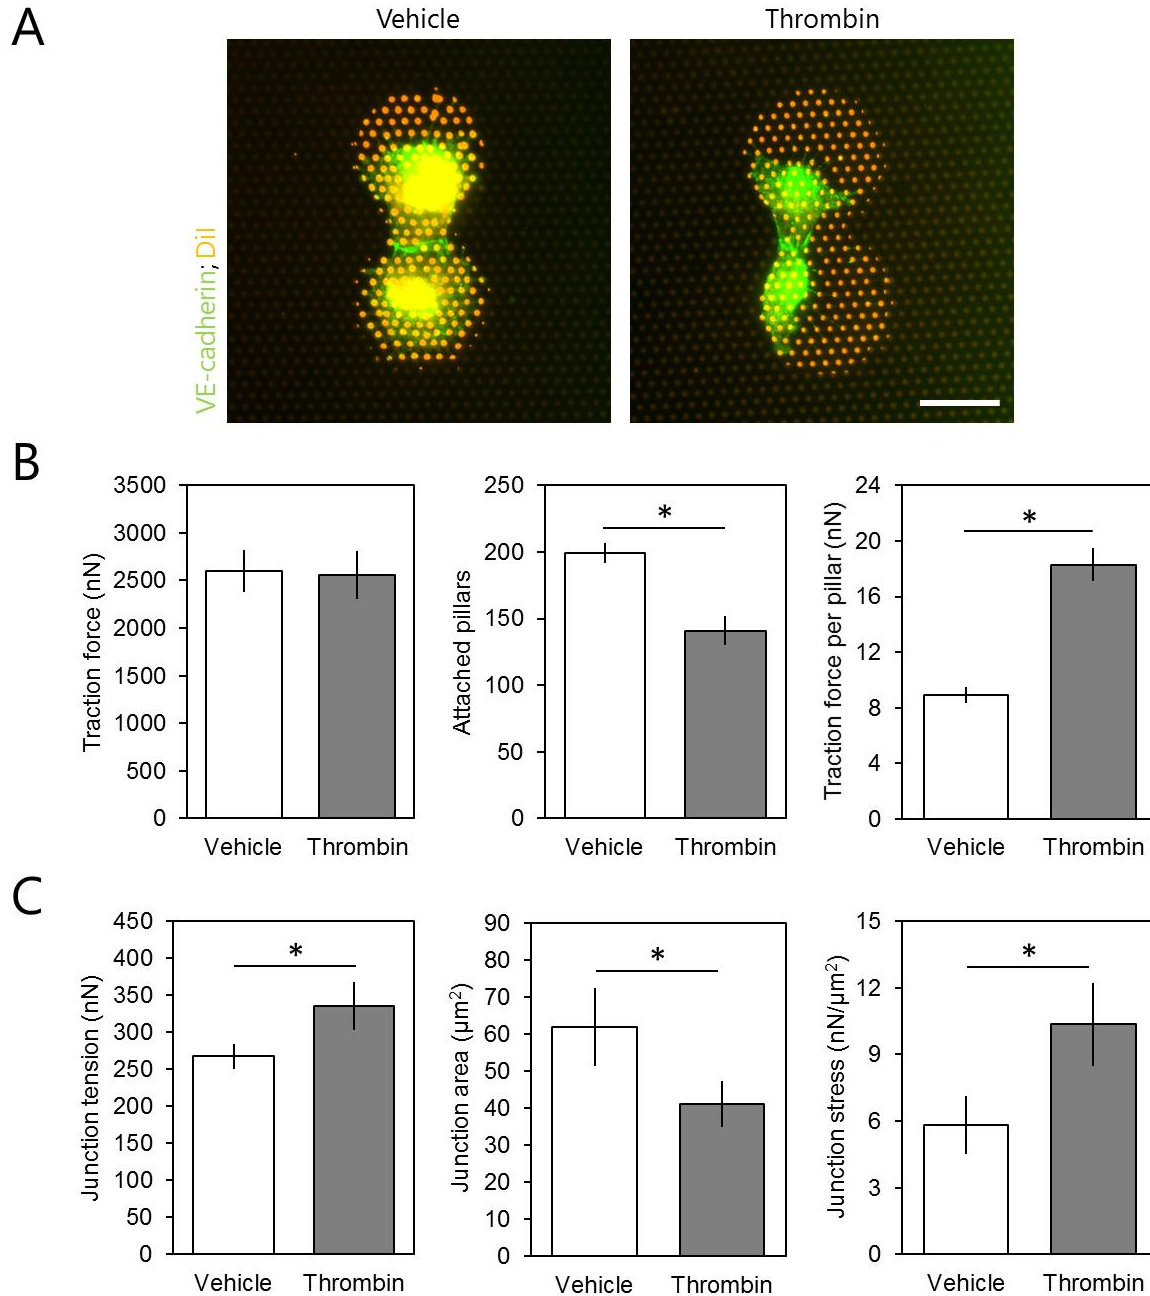 A
Vehicle
Thrombin
VE-cadherin; DiI
B
3500
3000
2500
2000
1500
1000
500
0
Traction force (nN)
Vehicle
Thrombin
250
200
150
100
50
0
Attached pillars
*
Vehicle
Thrombin
24
20
16
12
8
4
0
Traction force per pillar (nN)
*
Vehicle
Thrombin
C
450
400
350
300
250
200
150
100
50
0
Junction tension (nN)
*
Vehicle
Thrombin
90
80
70
60
50
40
30
20
10
0
Junction area (µm²)
*
Vehicle
Thrombin
15
12
9
6
3
0
Junction stress (nN/µm²)
*
Vehicle
Thrombin